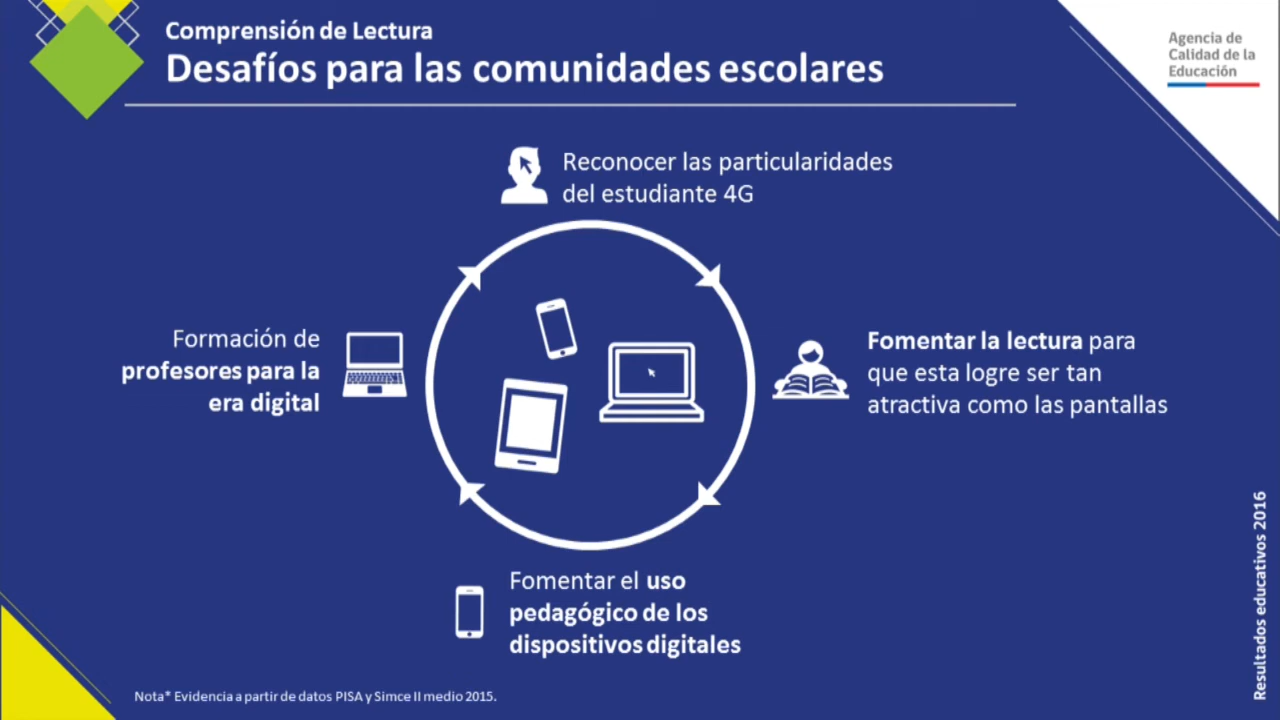 Comprensión de Lectura
Desafíos para las comunidades escolares
Agencia de
Calidad de la
Educación
Reconocer las particularidades
del estudiante 4G
Formación de
profesores para la
era digital
Fomentar la lectura para
que esta logre ser tan
atractiva como las pantallas
Fomentar el uso
pedagógico de los
dispositivos digitales
Resultados educativos 2016
Nota* Evidencia a partir de datos PISA y Simce II medio 2015.